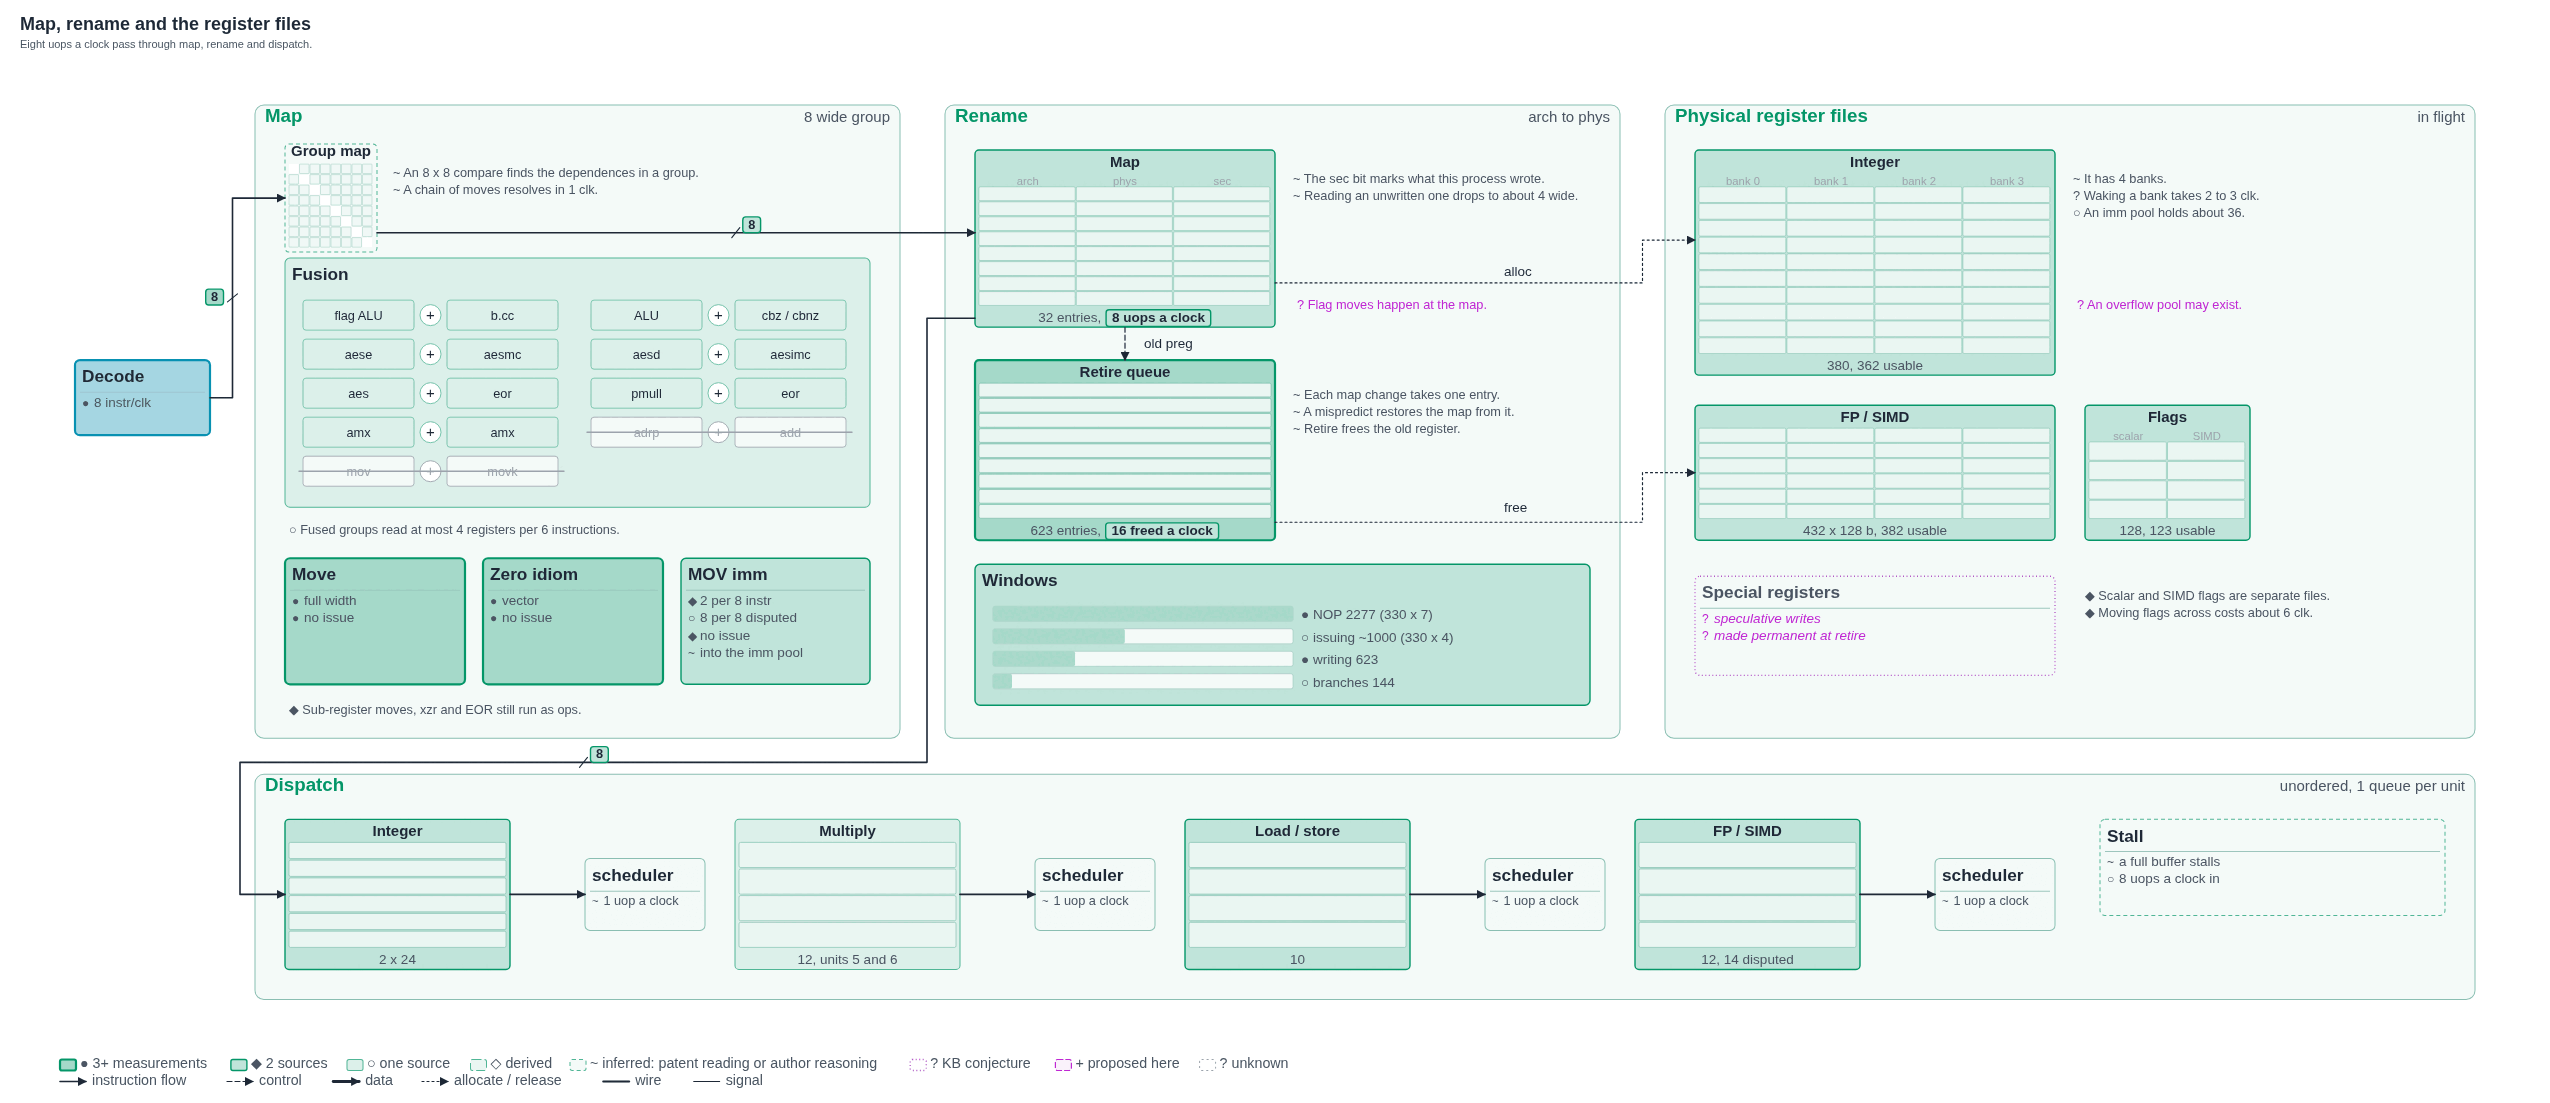 Map, rename and the register files
Eight uops a clock pass through map, rename and dispatch.
Map
8 wide group
Group map
~ An 8 x 8 compare finds the dependences in a group.
~ A chain of moves resolves in 1 clk.
8
8
Decode
● 8 instr/clk
Fusion
flag ALU + b.cc
ALU + cbz / cbnz
aese + aesmc
aesd + aesimc
aes + eor
pmull + eor
amx + amx
adrp + add
mov + movk
○ Fused groups read at most 4 registers per 6 instructions.
Move
● full width
● no issue
Zero idiom
● vector
● no issue
MOV imm
◆ 2 per 8 instr
○ 8 per 8 disputed
◆ no issue
~ into the imm pool
◆ Sub-register moves, xzr and EOR still run as ops.
Rename
arch to phys
Map
arch phys sec
32 entries, 8 uops a clock
~ The sec bit marks what this process wrote.
~ Reading an unwritten one drops to about 4 wide.
alloc
? Flag moves happen at the map.
old preg
Retire queue
623 entries, 16 freed a clock
~ Each map change takes one entry.
~ A mispredict restores the map from it.
~ Retire frees the old register.
free
Windows
● NOP 2277 (330 x 7)
○ issuing ~1000 (330 x 4)
● writing 623
○ branches 144
Physical register files
in flight
Integer
bank 0 bank 1 bank 2 bank 3
380, 362 usable
~ It has 4 banks.
? Waking a bank takes 2 to 3 clk.
○ An imm pool holds about 36.
? An overflow pool may exist.
FP / SIMD
432 x 128 b, 382 usable
Flags
scalar SIMD
128, 123 usable
Special registers
? speculative writes
? made permanent at retire
◆ Scalar and SIMD flags are separate files.
◆ Moving flags across costs about 6 clk.
8
Dispatch
unordered, 1 queue per unit
Integer
2 x 24
scheduler
~ 1 uop a clock
Multiply
12, units 5 and 6
scheduler
~ 1 uop a clock
Load / store
10
scheduler
~ 1 uop a clock
FP / SIMD
12, 14 disputed
scheduler
~ 1 uop a clock
Stall
~ a full buffer stalls
○ 8 uops a clock in
● 3+ measurements ◆ 2 sources ○ one source ◇ derived ~ inferred: patent reading or author reasoning ? KB conjecture + proposed here ? unknown
instruction flow control data allocate / release wire signal